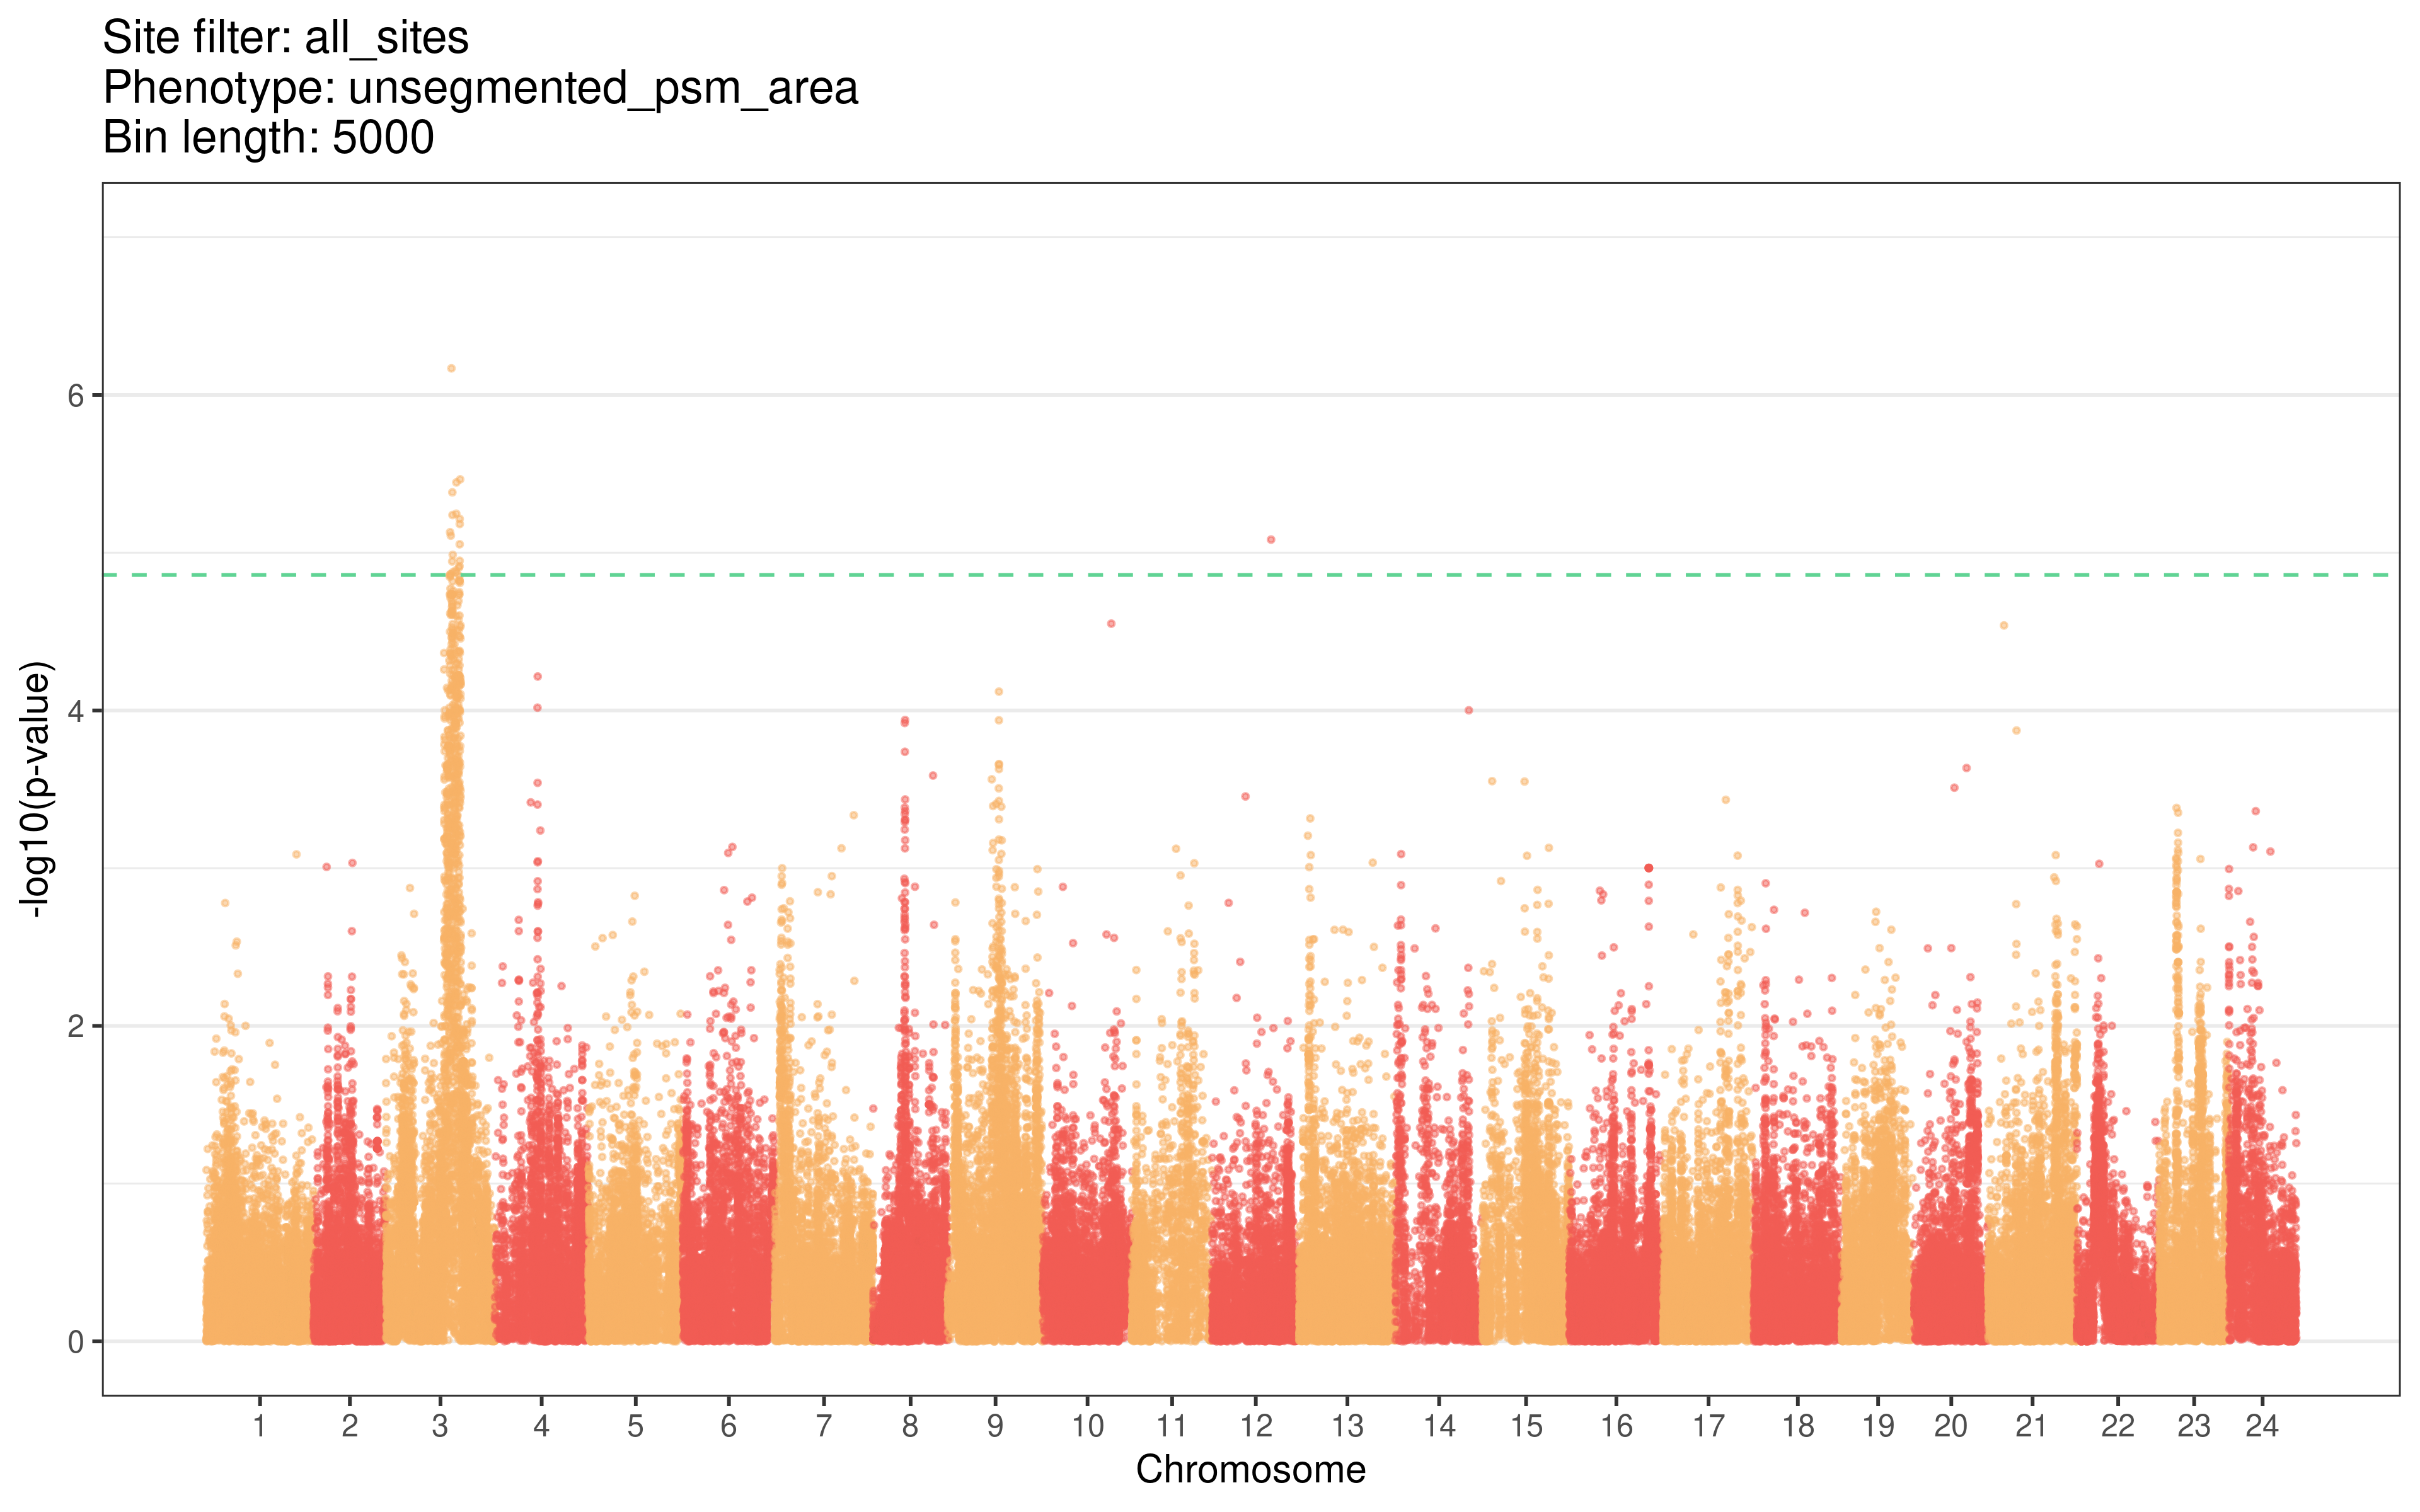 Site filter: all_sites
Phenotype: unsegmented_psm_area
Bin length: 5000
-log10(p-value)
6
4
2
0
1 2 3 4 5 6 7 8 9 10 11 12 13 14 15 16 17 18 19 20 21 22 23 24
Chromosome